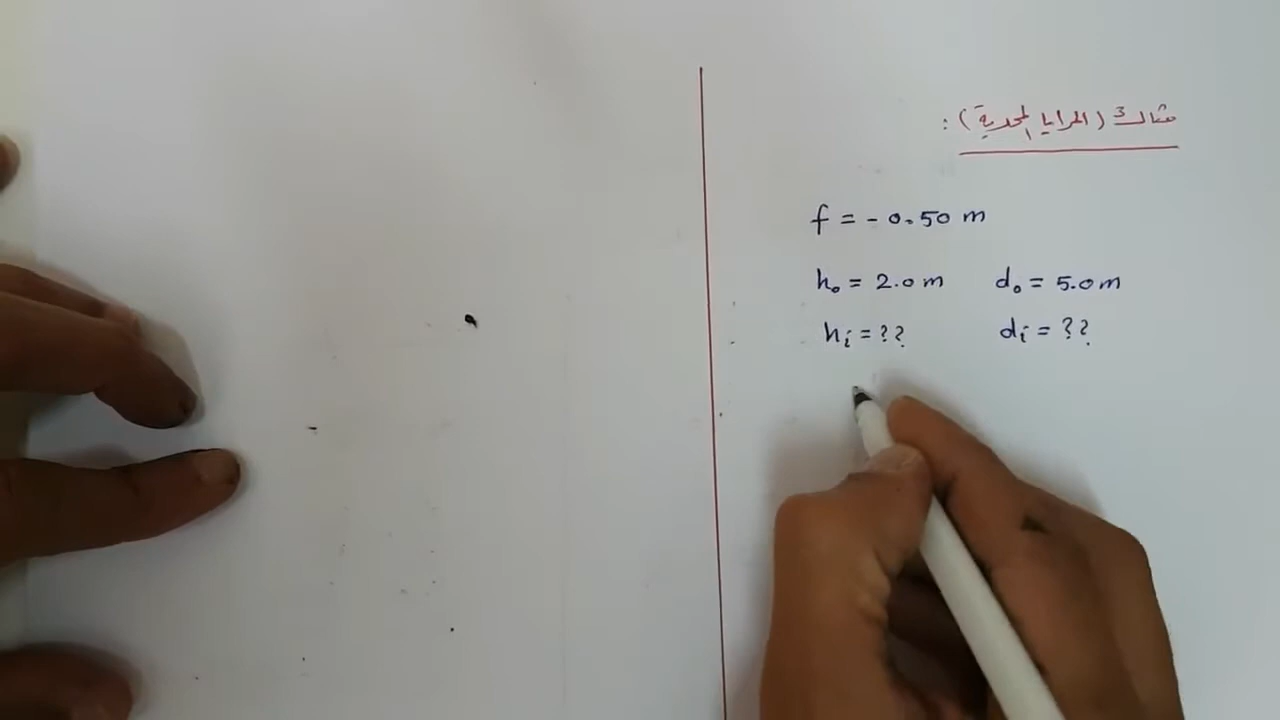 مثال 3 (المرايا المحدبة) :
f = - 0.50 m
h₀ = 2.0 m d₀ = 5.0 m
hᵢ = ?? dᵢ = ??